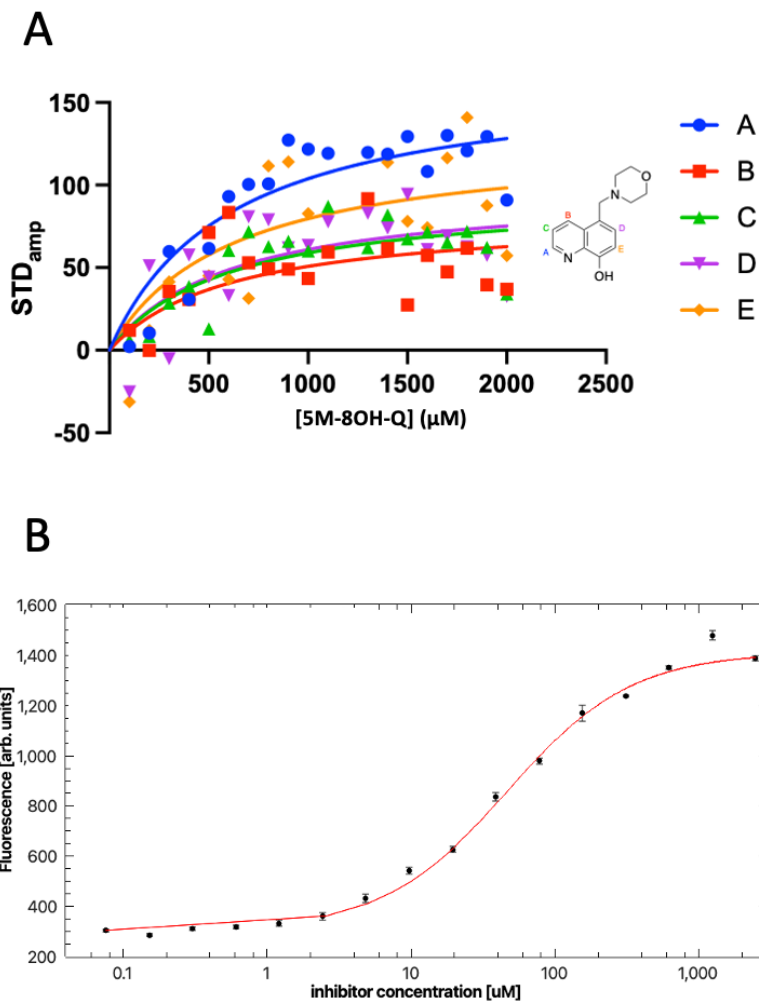 A
150
100
50
0
-50
STDamp
500 1000 1500 2000 2500
[5M-8OH-Q] (µM)
A
B
C
D
E
O
N
B
C
D
A
E
N
OH
B
1,600
1,400
1,200
1,000
800
600
400
200
Fluorescence [arb. units]
0.1 1 10 100 1,000
inhibitor concentration [uM]